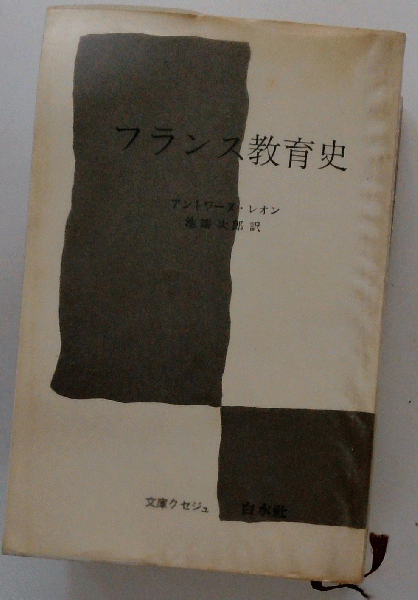 フランス教育史
アントワーヌ・レオン
池端次郎 訳
文庫クセジュ 白水社